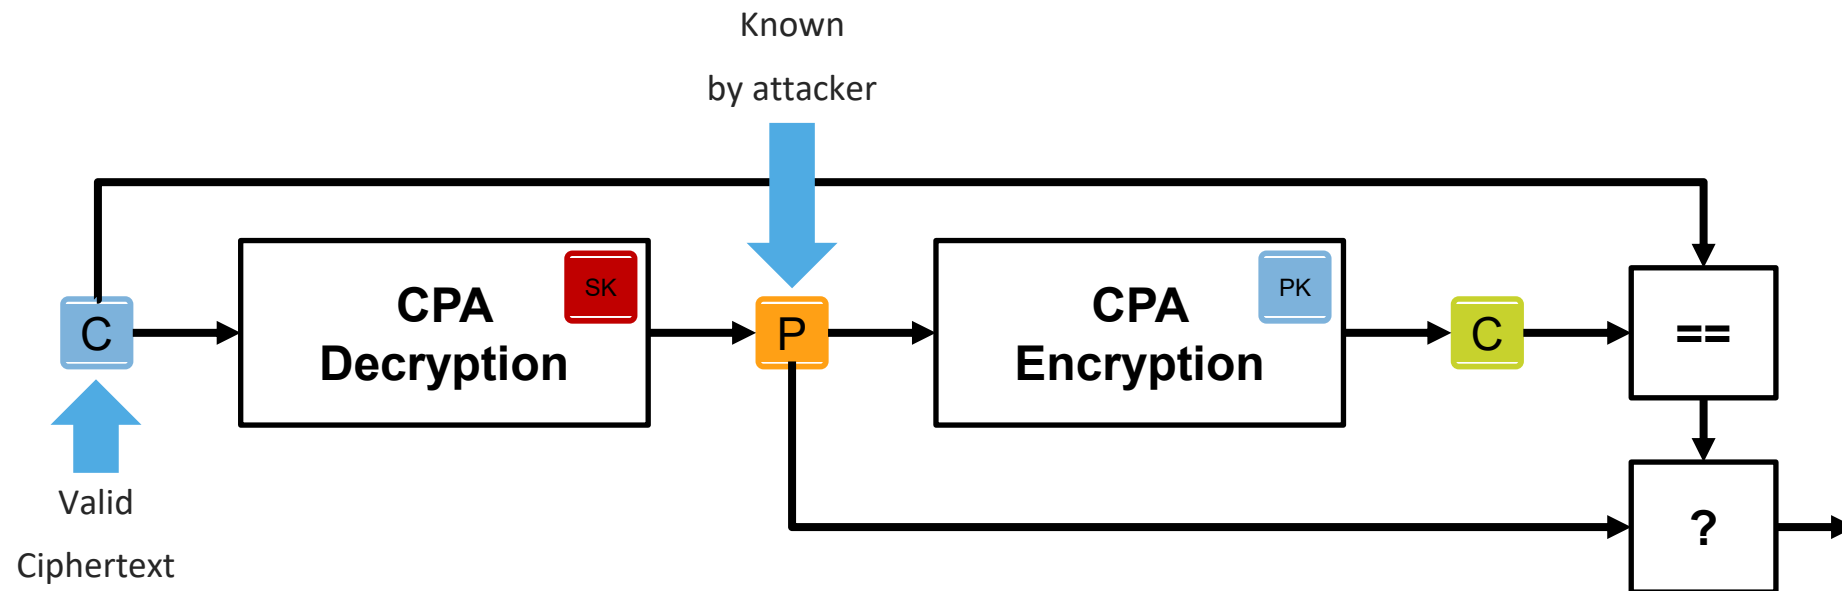 Known
by attacker
CPA
Decryption
SK
CPA
Encryption
PK
C
P
C
==
Valid
Ciphertext
?